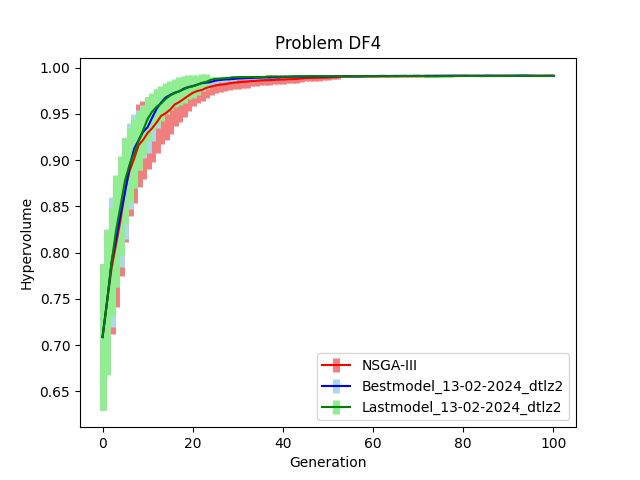 Problem DF4
1.00
0.95
0.90
0.85
0.80
0.75
0.70
0.65
Hypervolume
NSGA-III
Bestmodel_13-02-2024_dtlz2
Lastmodel_13-02-2024_dtlz2
0 20 40 60 80 100
Generation